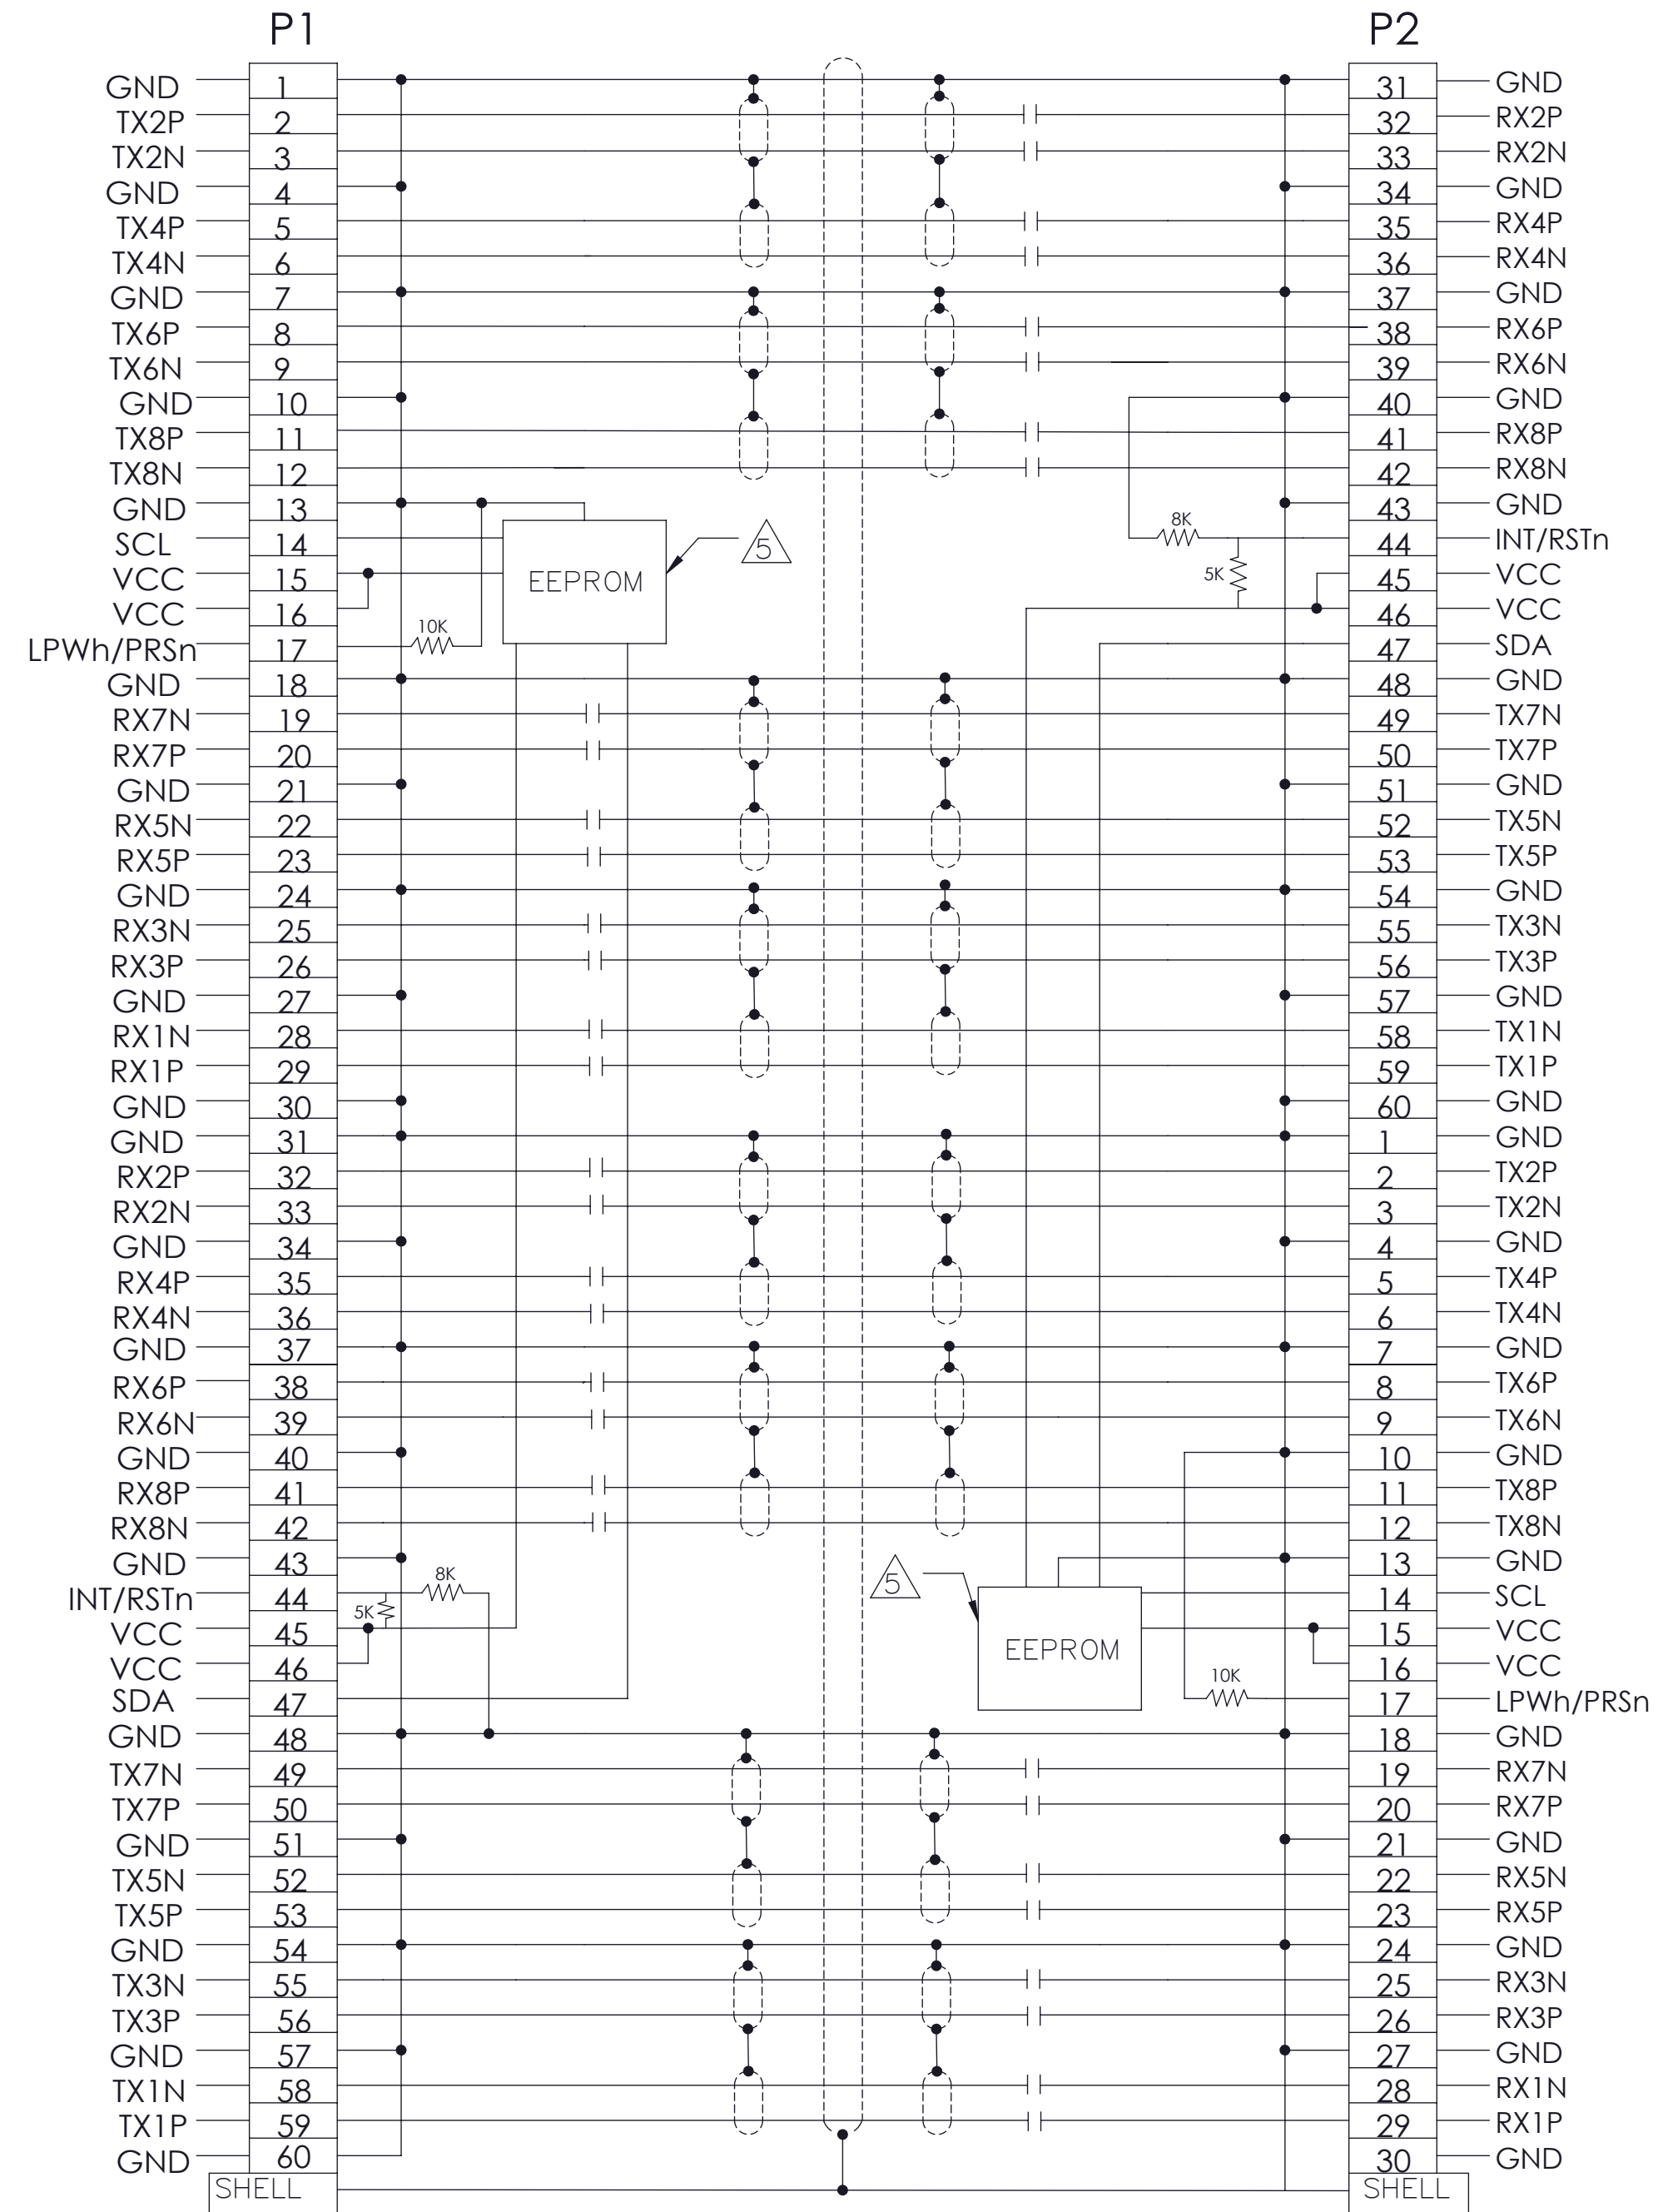 P1 P2
GND 1 31 GND
TX2P 2 32 RX2P
TX2N 3 33 RX2N
GND 4 34 GND
TX4P 5 35 RX4P
TX4N 6 36 RX4N
GND 7 37 GND
TX6P 8 38 RX6P
TX6N 9 39 RX6N
GND 10 40 GND
TX8P 11 41 RX8P
TX8N 12 42 RX8N
GND 13 43 GND
8K
SCL 14 5 44 INT/RSTn
VCC 15 EEPROM 5K 45 VCC
VCC 16 46 VCC
10K
LPWh/PRSn 17 47 SDA
GND 18 48 GND
RX7N 19 49 TX7N
RX7P 20 50 TX7P
GND 21 51 GND
RX5N 22 52 TX5N
RX5P 23 53 TX5P
GND 24 54 GND
RX3N 25 55 TX3N
RX3P 26 56 TX3P
GND 27 57 GND
RX1N 28 58 TX1N
RX1P 29 59 TX1P
GND 30 60 GND
GND 31 1 GND
RX2P 32 2 TX2P
RX2N 33 3 TX2N
GND 34 4 GND
RX4P 35 5 TX4P
RX4N 36 6 TX4N
GND 37 7 GND
RX6P 38 8 TX6P
RX6N 39 9 TX6N
GND 40 10 GND
RX8P 41 11 TX8P
RX8N 42 12 TX8N
GND 43 13 GND
8K 5
INT/RSTn 44 5K 14 SCL
VCC 45 EEPROM 15 VCC
VCC 46 16 VCC
10K
SDA 47 17 LPWh/PRSn
GND 48 18 GND
TX7N 49 19 RX7N
TX7P 50 20 RX7P
GND 51 21 GND
TX5N 52 22 RX5N
TX5P 53 23 RX5P
GND 54 24 GND
TX3N 55 25 RX3N
TX3P 56 26 RX3P
GND 57 27 GND
TX1N 58 28 RX1N
TX1P 59 29 RX1P
GND 60 30 GND
SHELL SHELL